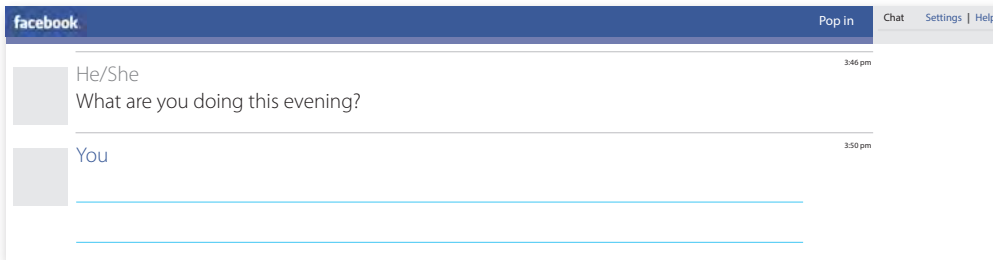 facebook Pop in Chat Settings | Help
He/She 3:46 pm
What are you doing this evening?
You 3:50 pm